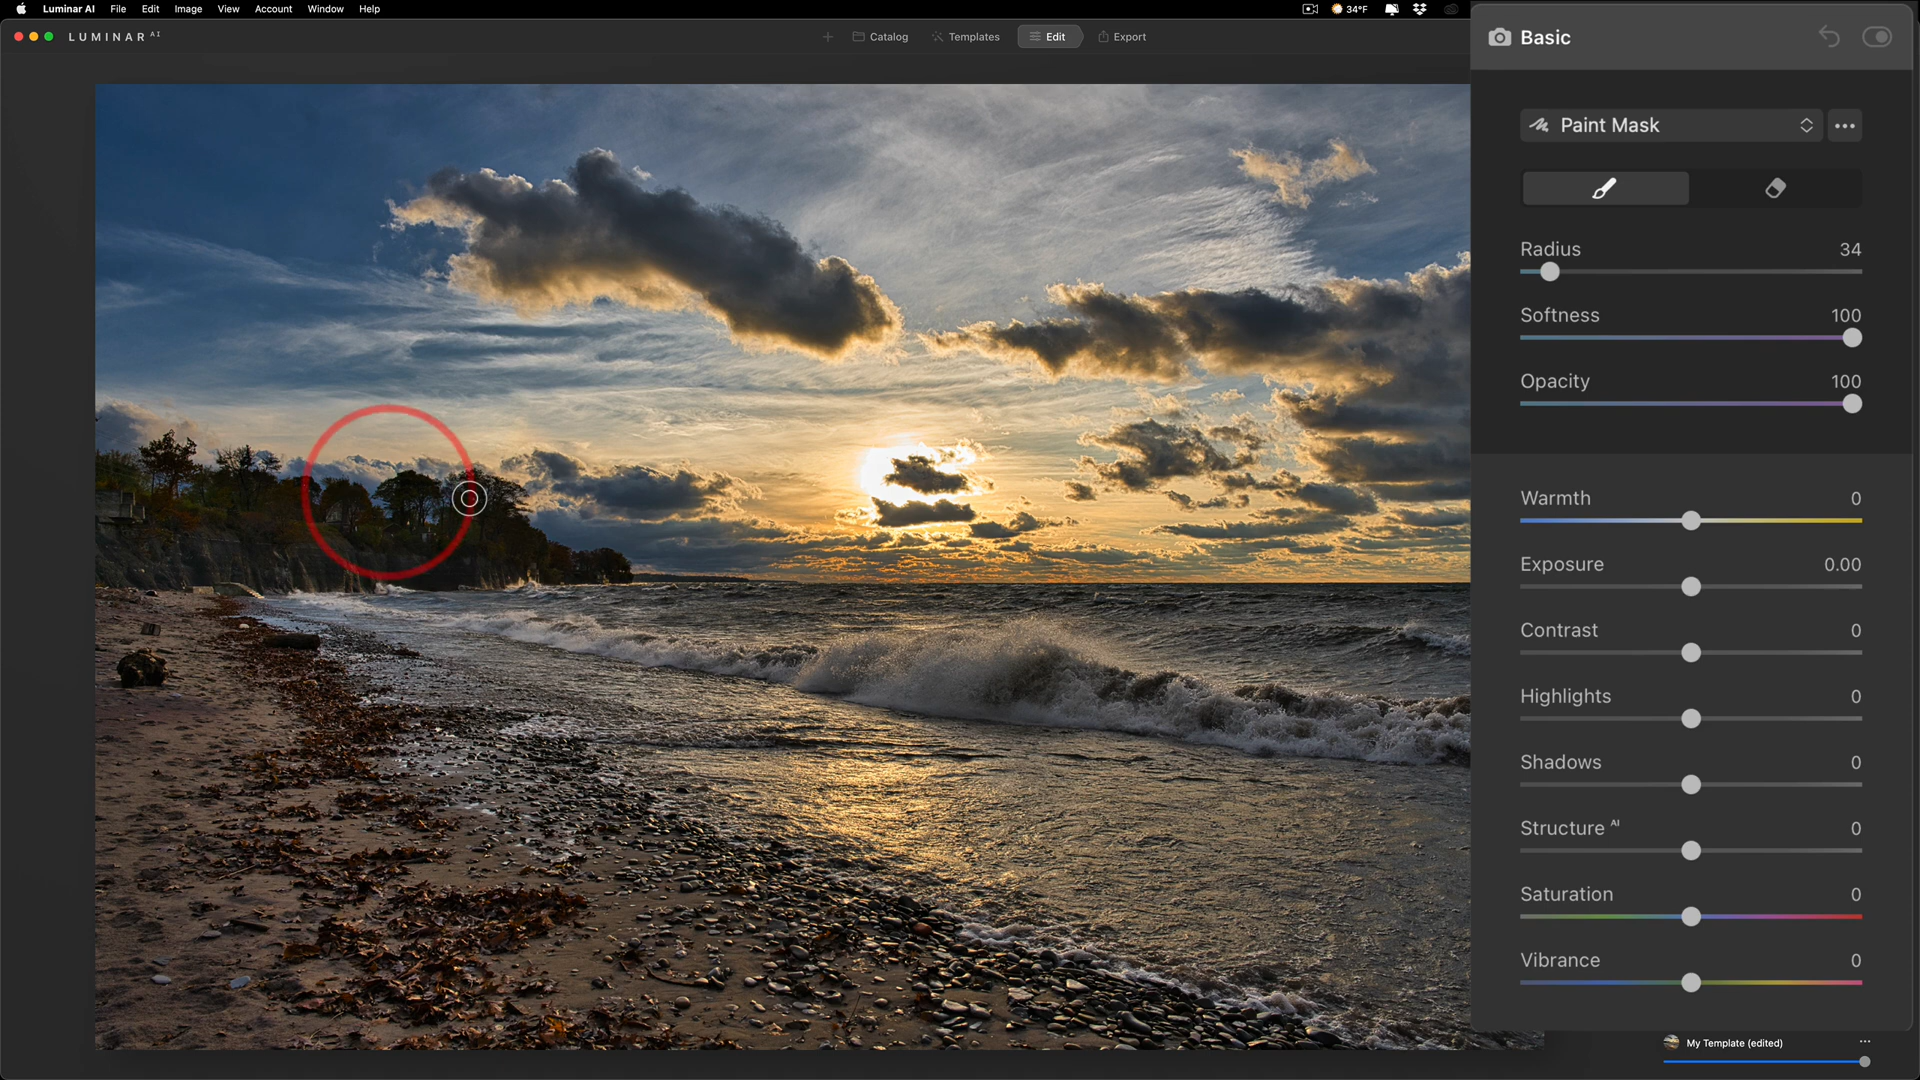 Luminar AI File Edit Image View Account Window Help 34°F
LUMINAR AI
Catalog Templates Edit Export
Basic
Paint Mask
Radius 34
Softness 100
Opacity 100
Warmth 0
Exposure 0.00
Contrast 0
Highlights 0
Shadows 0
Structure AI 0
Saturation 0
Vibrance 0
My Template (edited)